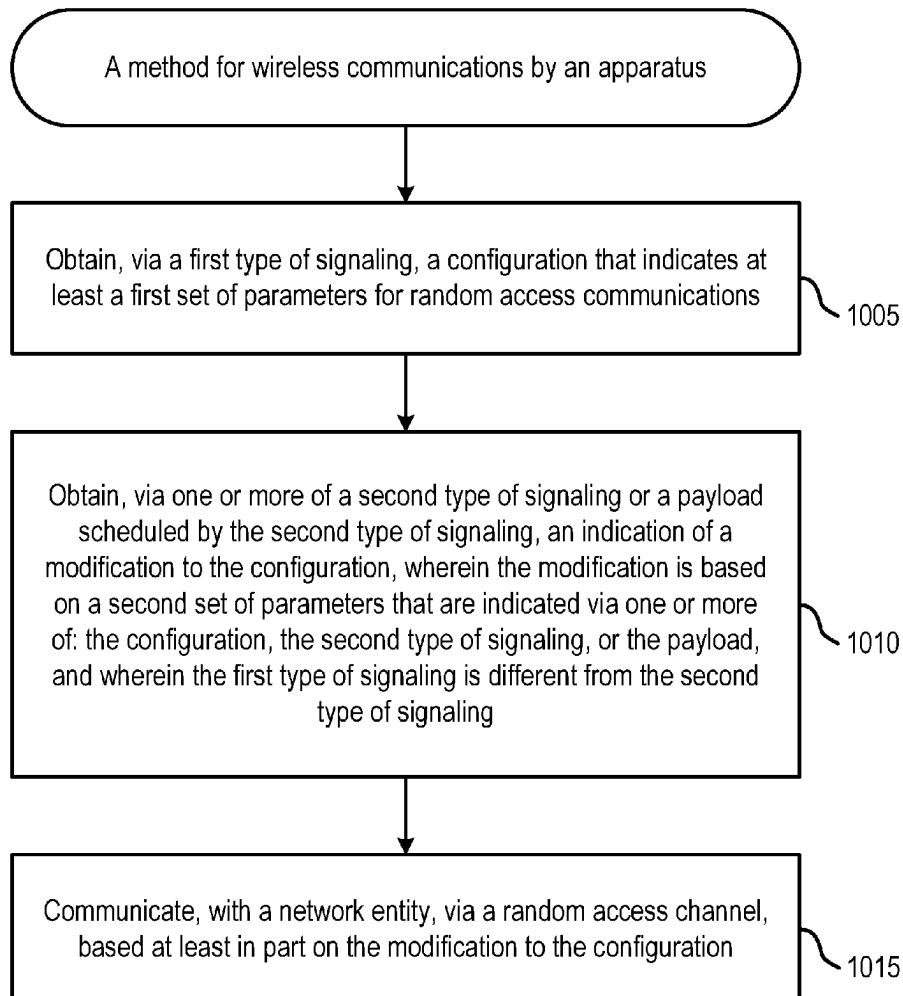 A method for wireless communications by an apparatus
Obtain, via a first type of signaling, a configuration that indicates at
least a first set of parameters for random access communications
1005
Obtain, via one or more of a second type of signaling or a payload
scheduled by the second type of signaling, an indication of a
modification to the configuration, wherein the modification is based
on a second set of parameters that are indicated via one or more
of: the configuration, the second type of signaling, or the payload,
and wherein the first type of signaling is different from the second
type of signaling
1010
Communicate, with a network entity, via a random access channel,
based at least in part on the modification to the configuration
1015